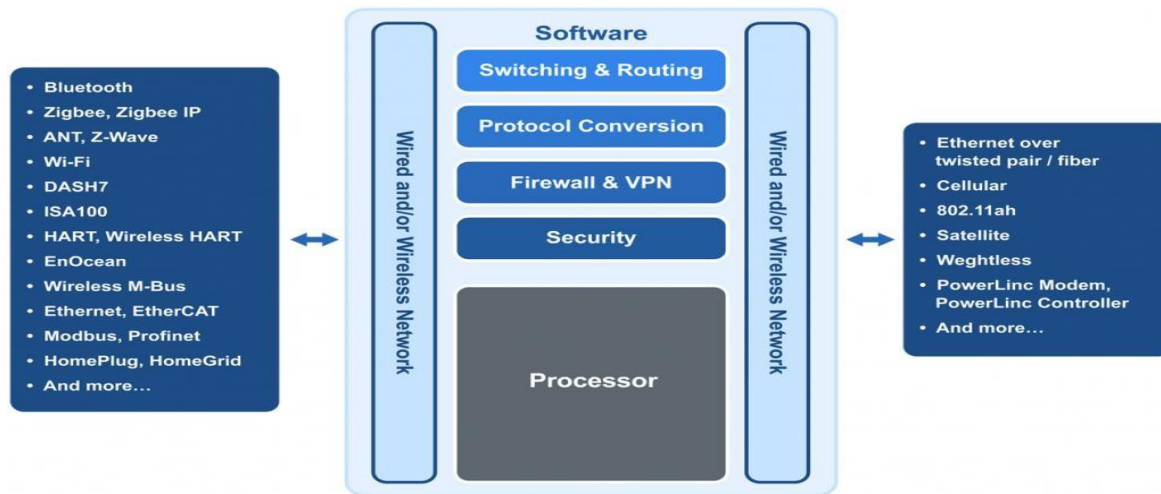 • Bluetooth
• Zigbee, Zigbee IP
• ANT, Z-Wave
• Wi-Fi
• DASH7
• ISA100
• HART, Wireless HART
• EnOcean
• Wireless M-Bus
• Ethernet, EtherCAT
• Modbus, Profinet
• HomePlug, HomeGrid
• And more…
Wired and/or Wireless Network
Software
Switching & Routing
Protocol Conversion
Firewall & VPN
Security
Processor
Wired and/or Wireless Network
• Ethernet over
twisted pair / fiber
• Cellular
• 802.11ah
• Satellite
• Weghtless
• PowerLinc Modem,
PowerLinc Controller
• And more…